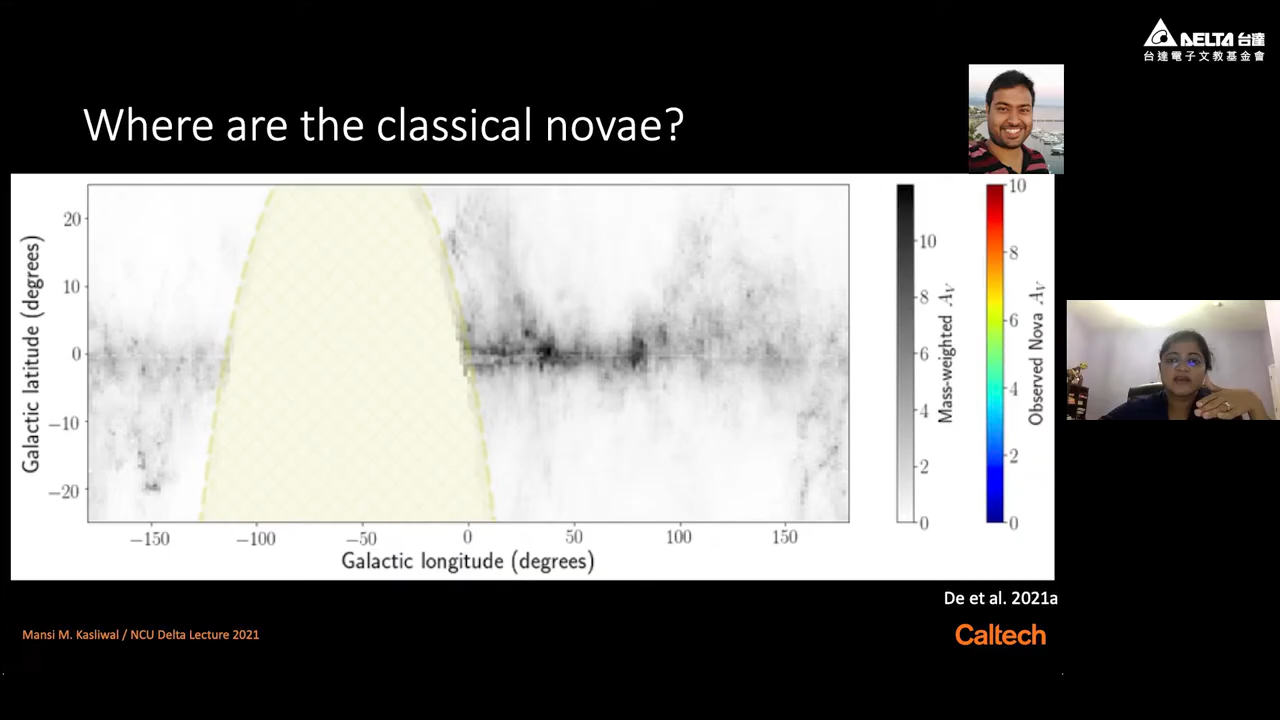 DELTA 台達
台達電子文教基金會
Where are the classical novae?
Galactic latitude (degrees)
20
10
0
−10
−20
−150
−100
−50
0
50
100
150
Galactic longitude (degrees)
10
8
6
4
2
0
Mass-weighted AV
10
8
6
4
2
0
Observed Nova AV
De et al. 2021a
Mansi M. Kasliwal / NCU Delta Lecture 2021
Caltech